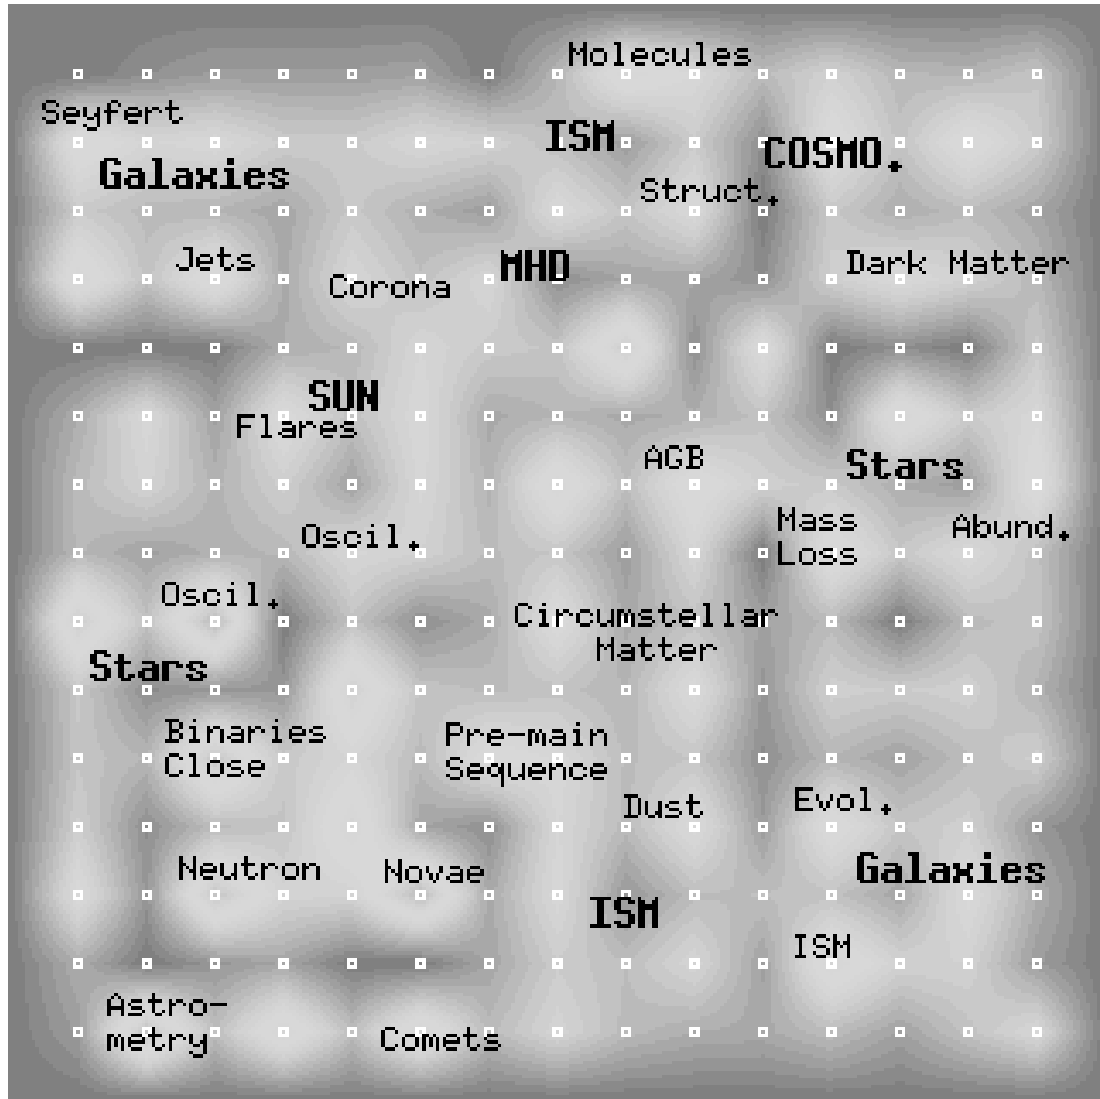 Molecules
Seyfert
ISM
COSMO.
Galaxies
Struct.
Jets
MHD
Dark Matter
Corona
SUN
Flares
AGB
Stars
Mass
Loss
Abund.
Oscil.
Oscil.
Circumstellar
Matter
Stars
Binaries
Close
Pre-main
Sequence
Dust
Evol.
Neutron
Novae
Galaxies
ISM
ISM
Astro-
metry
Comets